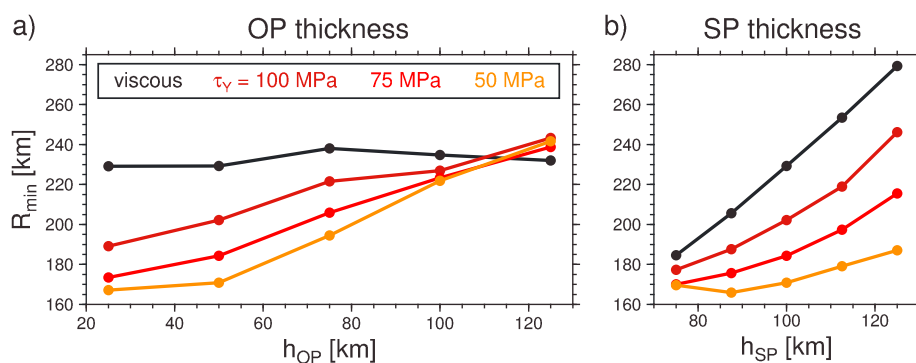 a) OP thickness
b) SP thickness
viscous τY = 100 MPa 75 MPa 50 MPa
Rmin [km]
280
260
240
220
200
180
160
20 40 60 80 100 120
hOP [km]
280
260
240
220
200
180
160
80 100 120
hSP [km]